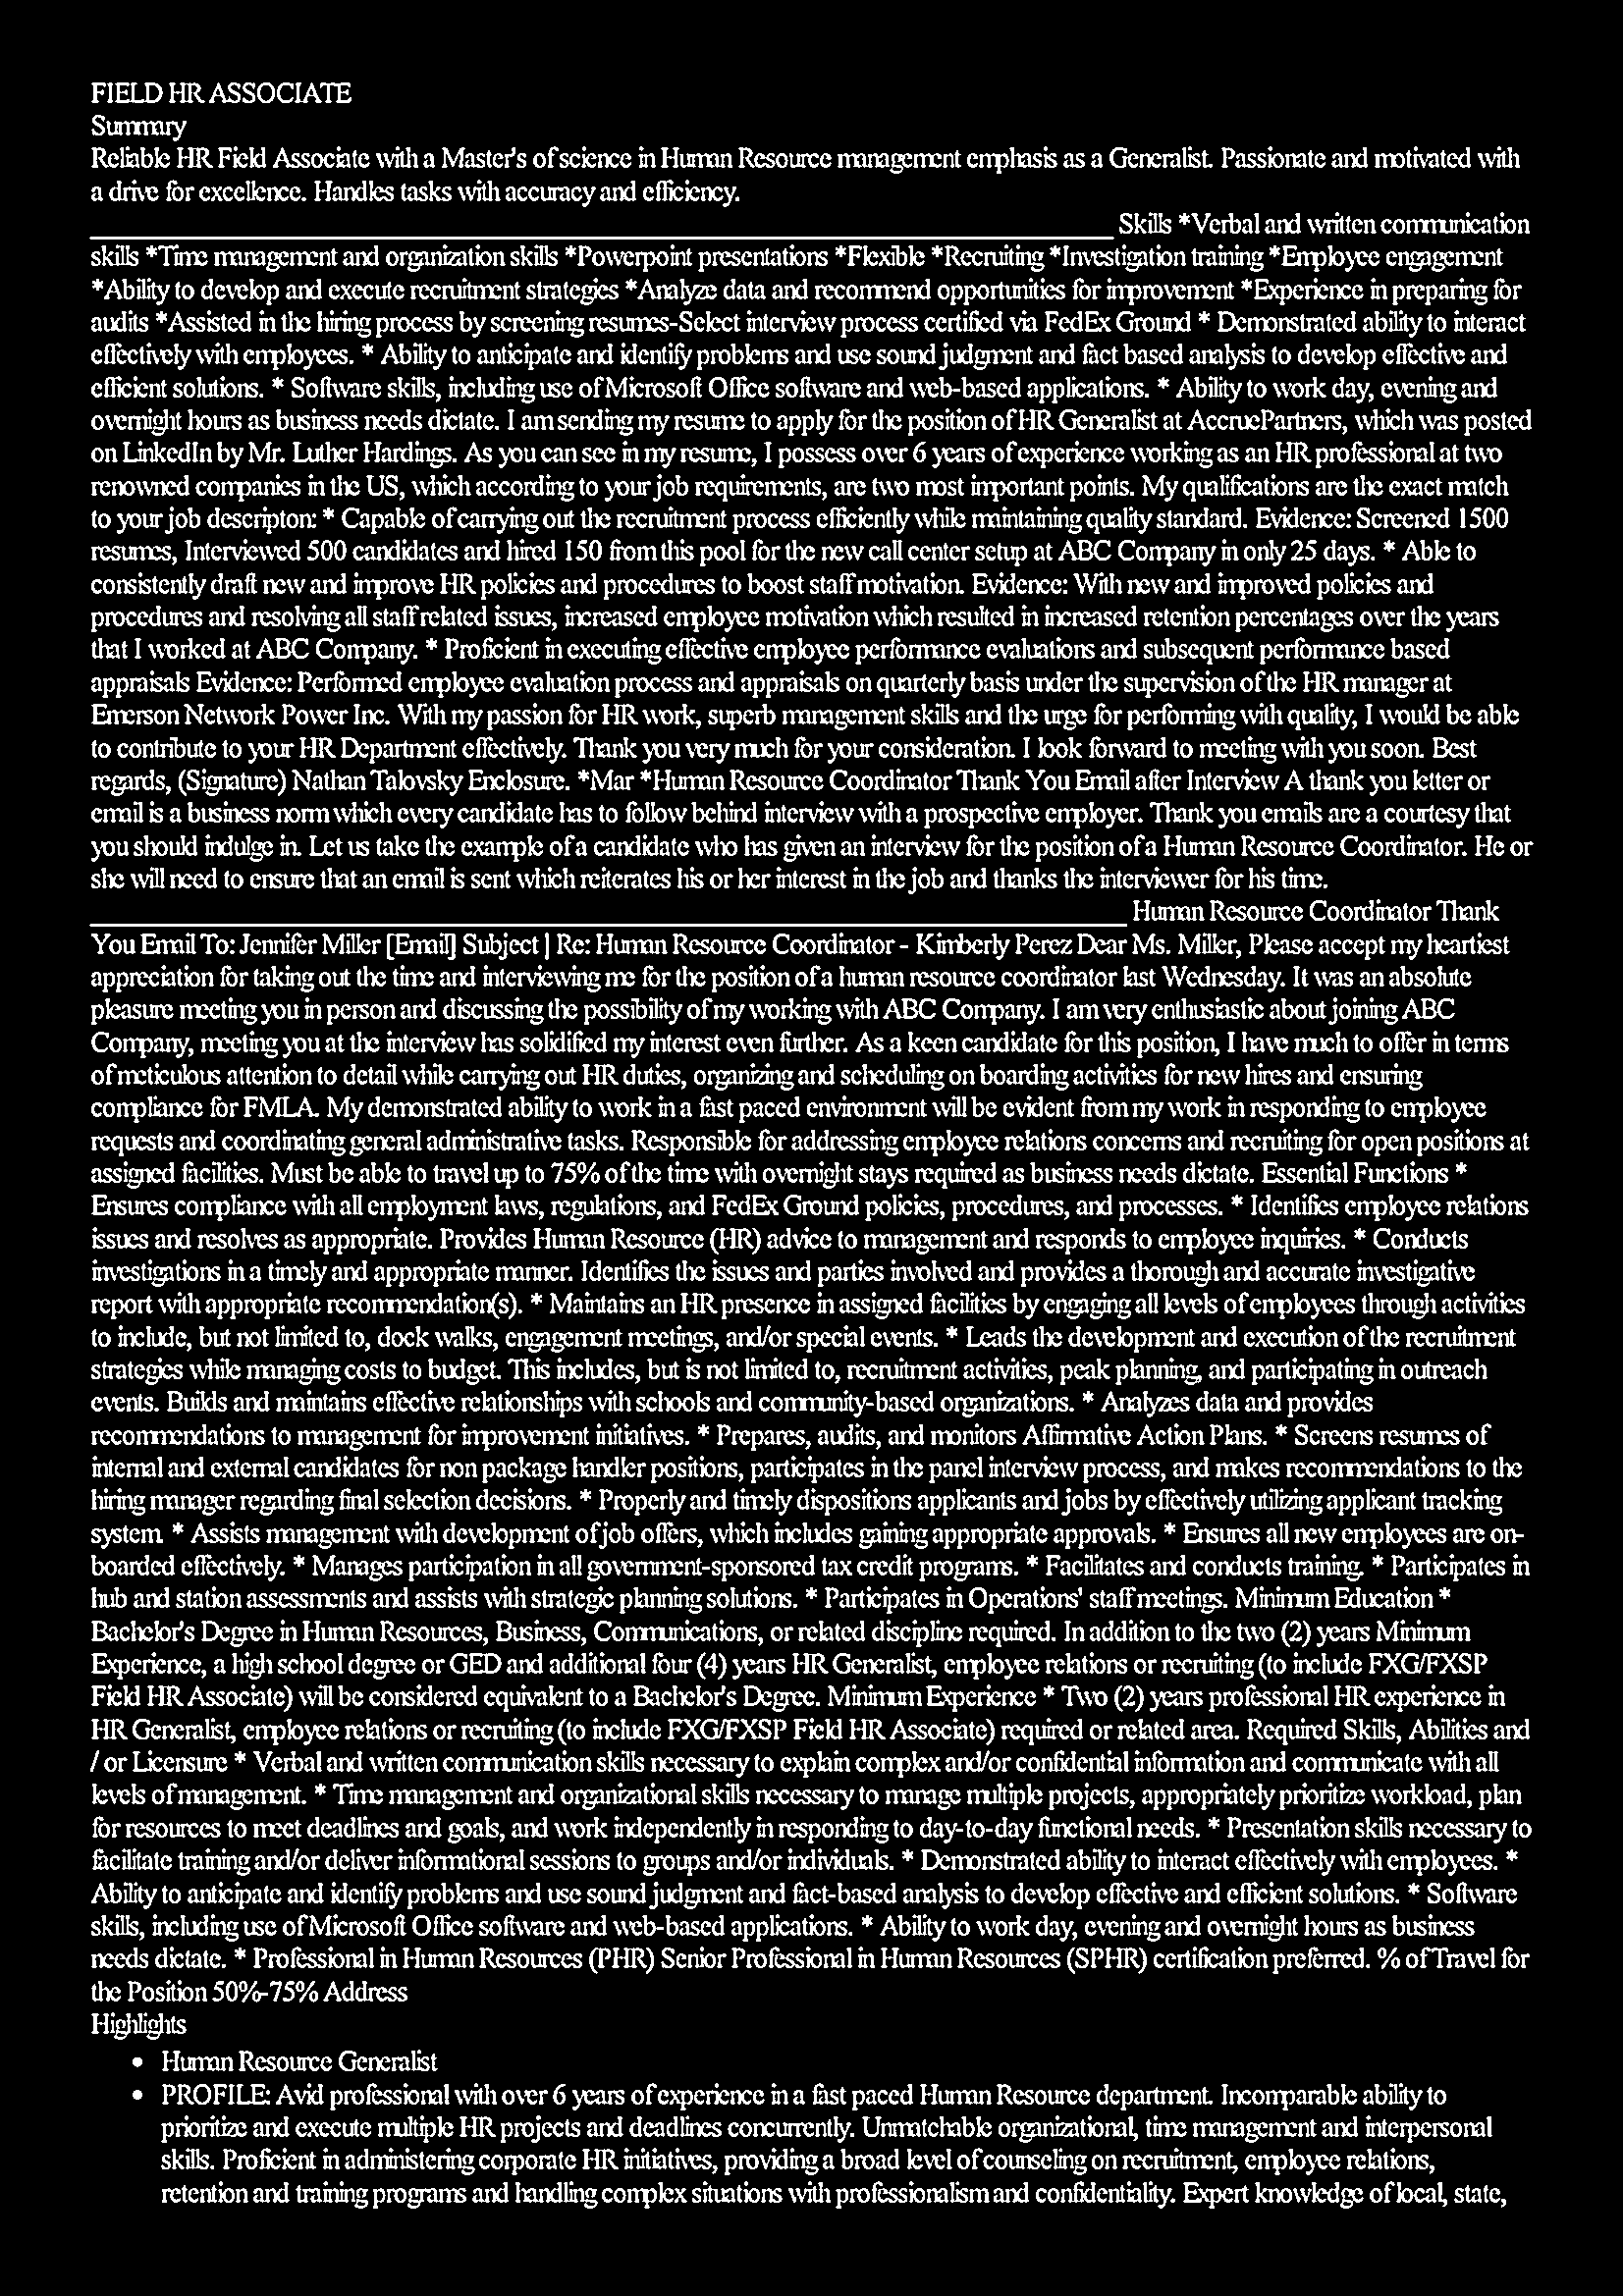 FIELD HR ASSOCIATE
Summary
Reliable HR Field Associate with a Master's of science in Human Resource management emphasis as a Generalist. Passionate and motivated with
a drive for excellence. Handles tasks with accuracy and efficiency.
________________________________________________________________________________ Skills *Verbal and written communication
skills *Time management and organization skills *Powerpoint presentations *Flexible *Recruiting *Investigation training *Employee engagement
*Ability to develop and execute recruitment strategies *Analyze data and recommend opportunities for improvement *Experience in preparing for
audits *Assisted in the hiring process by screening resumes-Select interview process certified via FedEx Ground * Demonstrated ability to interact
effectively with employees. * Ability to anticipate and identify problems and use sound judgment and fact based analysis to develop effective and
efficient solutions. * Software skills, including use of Microsoft Office software and web-based applications. * Ability to work day, evening and
overnight hours as business needs dictate. I am sending my resume to apply for the position of HR Generalist at AccruePartners, which was posted
on LinkedIn by Mr. Luther Hardings. As you can see in my resume, I possess over 6 years of experience working as an HR professional at two
renowned companies in the US, which according to your job requirements, are two most important points. My qualifications are the exact match
to your job descripton: * Capable of carrying out the recruitment process efficiently while maintaining quality standard. Evidence: Screened 1500
resumes, Interviewed 500 candidates and hired 150 from this pool for the new call center setup at ABC Company in only 25 days. * Able to
consistently draft new and improve HR policies and procedures to boost staff motivation. Evidence: With new and improved policies and
procedures and resolving all staff related issues, increased employee motivation which resulted in increased retention percentages over the years
that I worked at ABC Company. * Proficient in executing effective employee performance evaluations and subsequent performance based
appraisals Evidence: Performed employee evaluation process and appraisals on quarterly basis under the supervision of the HR manager at
Emerson Network Power Inc. With my passion for HR work, superb management skills and the urge for performing with quality, I would be able
to contribute to your HR Department effectively. Thank you very much for your consideration. I look forward to meeting with you soon. Best
regards, (Signature) Nathan Talovsky Enclosure. *Mar *Human Resource Coordinator Thank You Email after Interview A thank you letter or
email is a business norm which every candidate has to follow behind interview with a prospective employer. Thank you emails are a courtesy that
you should indulge in. Let us take the example of a candidate who has given an interview for the position of a Human Resource Coordinator. He or
she will need to ensure that an email is sent which reiterates his or her interest in the job and thanks the interviewer for his time.
________________________________________________________________________________ Human Resource Coordinator Thank
You Email To: Jennifer Miller [Email] Subject ] Re: Human Resource Coordinator - Kimberly Perez Dear Ms. Miller, Please accept my heartiest
appreciation for taking out the time and interviewing me for the position of a human resource coordinator last Wednesday. It was an absolute
pleasure meeting you in person and discussing the possibility of my working with ABC Company. I am very enthusiastic about joining ABC
Company, meeting you at the interview has solidified my interest even further. As a keen candidate for this position, I have much to offer in terms
of meticulous attention to detail while carrying out HR duties, organizing and scheduling on boarding activities for new hires and ensuring
compliance for FMLA. My demonstrated ability to work in a fast paced environment will be evident from my work in responding to employee
requests and coordinating general administrative tasks. Responsible for addressing employee relations concerns and recruiting for open positions at
assigned facilities. Must be able to travel up to 75% of the time with overnight stays required as business needs dictate. Essential Functions *
Ensures compliance with all employment laws, regulations, and FedEx Ground policies, procedures, and processes. * Identifies employee relations
issues and resolves as appropriate. Provides Human Resource (HR) advice to management and responds to employee inquiries. * Conducts
investigations in a timely and appropriate manner. Identifies the issues and parties involved and provides a thorough and accurate investigative
report with appropriate recommendation(s). * Maintains an HR presence in assigned facilities by engaging all levels of employees through activities
to include, but not limited to, dock walks, engagement meetings, and/or special events. * Leads the development and execution of the recruitment
strategies while managing costs to budget. This includes, but is not limited to, recruitment activities, peak planning, and participating in outreach
events. Builds and maintains effective relationships with schools and community-based organizations. * Analyzes data and provides
recommendations to management for improvement initiatives. * Prepares, audits, and monitors Affirmative Action Plans. * Screens resumes of
internal and external candidates for non package handler positions, participates in the panel interview process, and makes recommendations to the
hiring manager regarding final selection decisions. * Properly and timely dispositions applicants and jobs by effectively utilizing applicant tracking
system. * Assists management with development of job offers, which includes gaining appropriate approvals. * Ensures all new employees are on-
boarded effectively. * Manages participation in all government-sponsored tax credit programs. * Facilitates and conducts training. * Participates in
hub and station assessments and assists with strategic planning solutions. * Participates in Operations' staff meetings. Minimum Education *
Bachelor's Degree in Human Resources, Business, Communications, or related discipline required. In addition to the two (2) years Minimum
Experience, a high school degree or GED and additional four (4) years HR Generalist, employee relations or recruiting (to include FXG/FXSP
Field HR Associate) will be considered equivalent to a Bachelor's Degree. Minimum Experience * Two (2) years professional HR experience in
HR Generalist, employee relations or recruiting (to include FXG/FXSP Field HR Associate) required or related area. Required Skills, Abilities and
/ or Licensure * Verbal and written communication skills necessary to explain complex and/or confidential information and communicate with all
levels of management. * Time management and organizational skills necessary to manage multiple projects, appropriately prioritize workload, plan
for resources to meet deadlines and goals, and work independently in responding to day-to-day functional needs. * Presentation skills necessary to
facilitate training and/or deliver informational sessions to groups and/or individuals. * Demonstrated ability to interact effectively with employees. *
Ability to anticipate and identify problems and use sound judgment and fact-based analysis to develop effective and efficient solutions. * Software
skills, including use of Microsoft Office software and web-based applications. * Ability to work day, evening and overnight hours as business
needs dictate. * Professional in Human Resources (PHR) Senior Professional in Human Resources (SPHR) certification preferred. % of Travel for
the Position 50%-75% Address
Highlights
• Human Resource Generalist
• PROFILE: Avid professional with over 6 years of experience in a fast paced Human Resource department. Incomparable ability to
prioritize and execute multiple HR projects and deadlines concurrently. Unmatchable organizational, time management and interpersonal
skills. Proficient in administering corporate HR initiatives, providing a broad level of counseling on recruitment, employee relations,
retention and training programs and handling complex situations with professionalism and confidentiality. Expert knowledge of local, state,